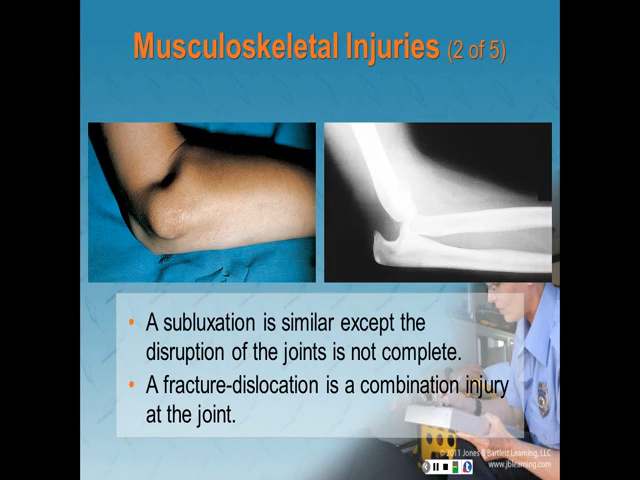 Musculoskeletal Injuries (2 of 5)
• A subluxation is similar except the
disruption of the joints is not complete.
• A fracture-dislocation is a combination injury
at the joint.
©2011 Jones & Bartlett Learning, LLC
www.jblearning.com